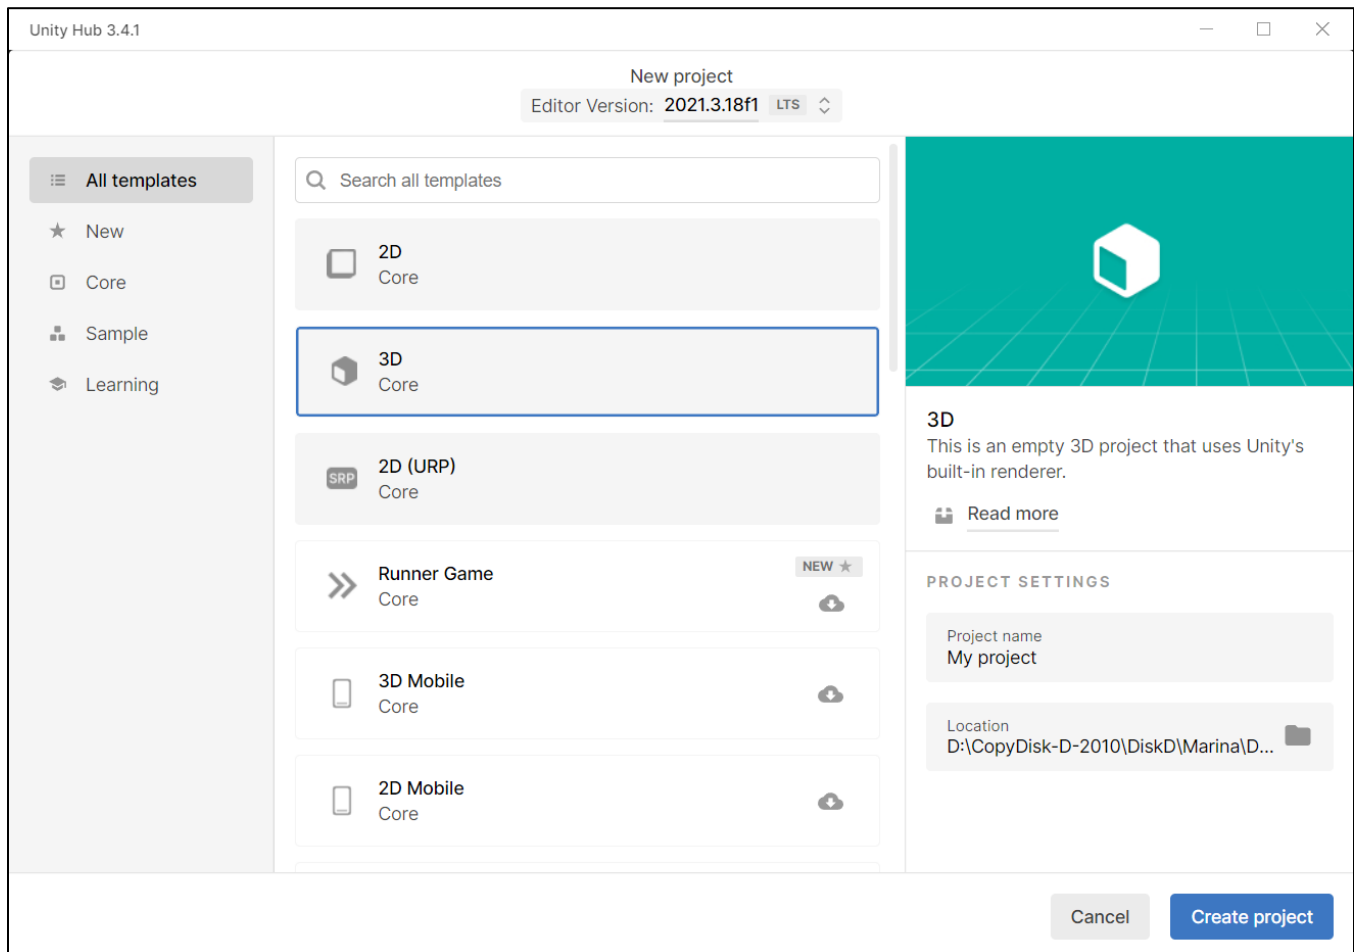 Unity Hub 3.4.1
New project
Editor Version: 2021.3.18f1 LTS
All templates
New
Core
Sample
Learning
Search all templates
2D
Core
3D
Core
SRP
2D (URP)
Core
Runner Game
Core
NEW
3D Mobile
Core
2D Mobile
Core
3D
This is an empty 3D project that uses Unity's
built-in renderer.
Read more
PROJECT SETTINGS
Project name
My project
Location
D:\CopyDisk-D-2010\DiskD\Marina\D...
Cancel
Create project